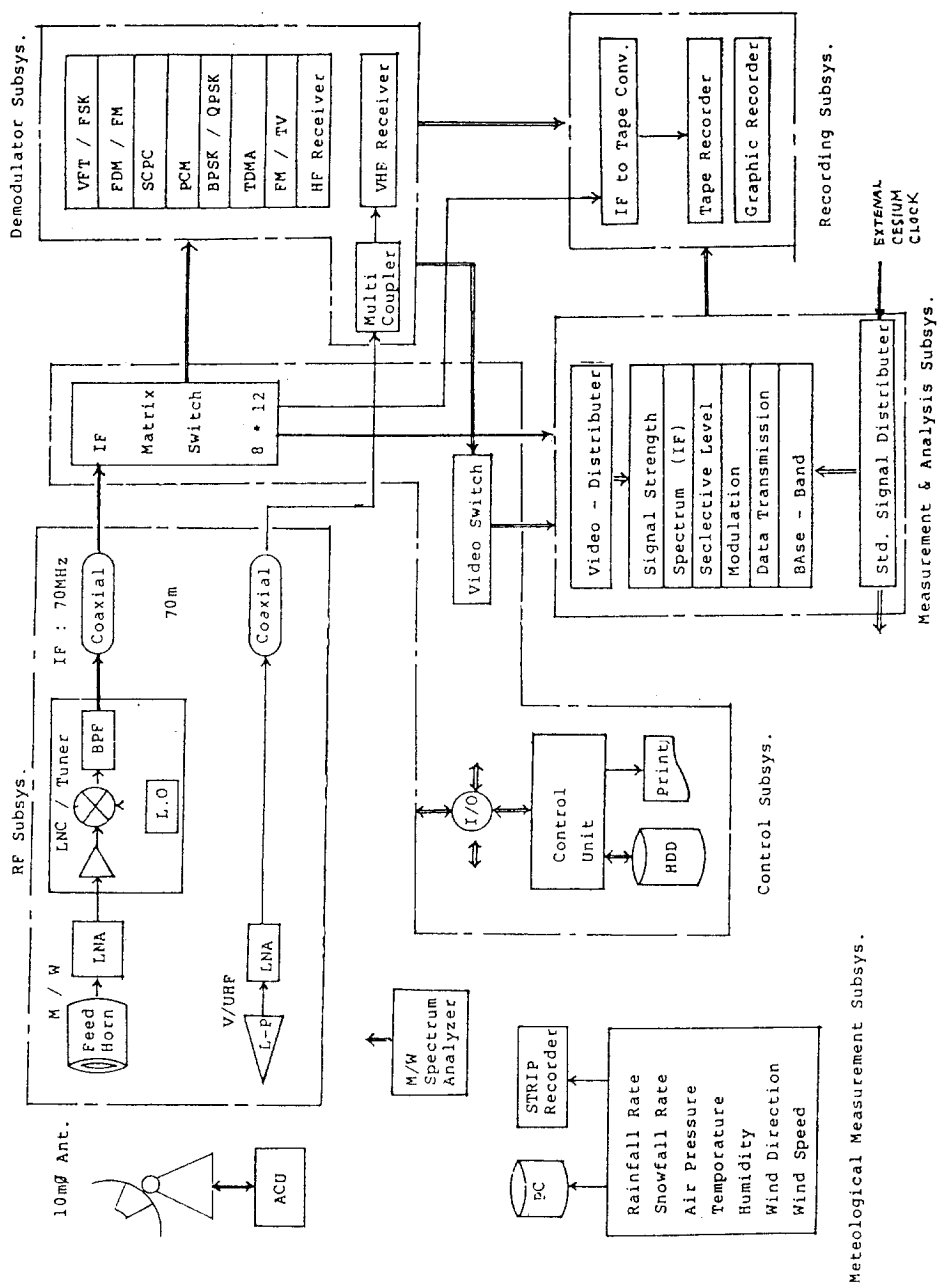 10mØ Ant.
ACU
RF Subsys.
M / W
Feed
Horn
LNA
LNC / Tuner
BPF
L.O
IF : 70MHz
Coaxial
70m
V/UHF
L-P
LNA
Coaxial
IF
Matrix
Switch
8 * 12
Demodulator Subsys.
VFT / FSK
FDM / FM
SCPC
PCM
BPSK / QPSK
TDMA
FM / TV
HF Receiver
Multi
Coupler
VHF Receiver
M/W
Spectrum
Analyzer
I/O
Control
Unit
HDD
Print
Control Subsys.
Video Switch
Video - Distributer
Signal Strength
Spectrum (IF)
Seclective Level
Modulation
Data Transmission
BAse - Band
Std. Signal Distributer
Measurement & Analysis Subsys.
EXTENAL
CESIUM
CLOCK
IF to Tape Conv.
Tape Recorder
Graphic Recorder
Recording Subsys.
PC
STRIP
Recorder
Rainfall Rate
Snowfall Rate
Air Pressure
Temporature
Humidity
Wind Direction
Wind Speed
Meteological Measurement Subsys.